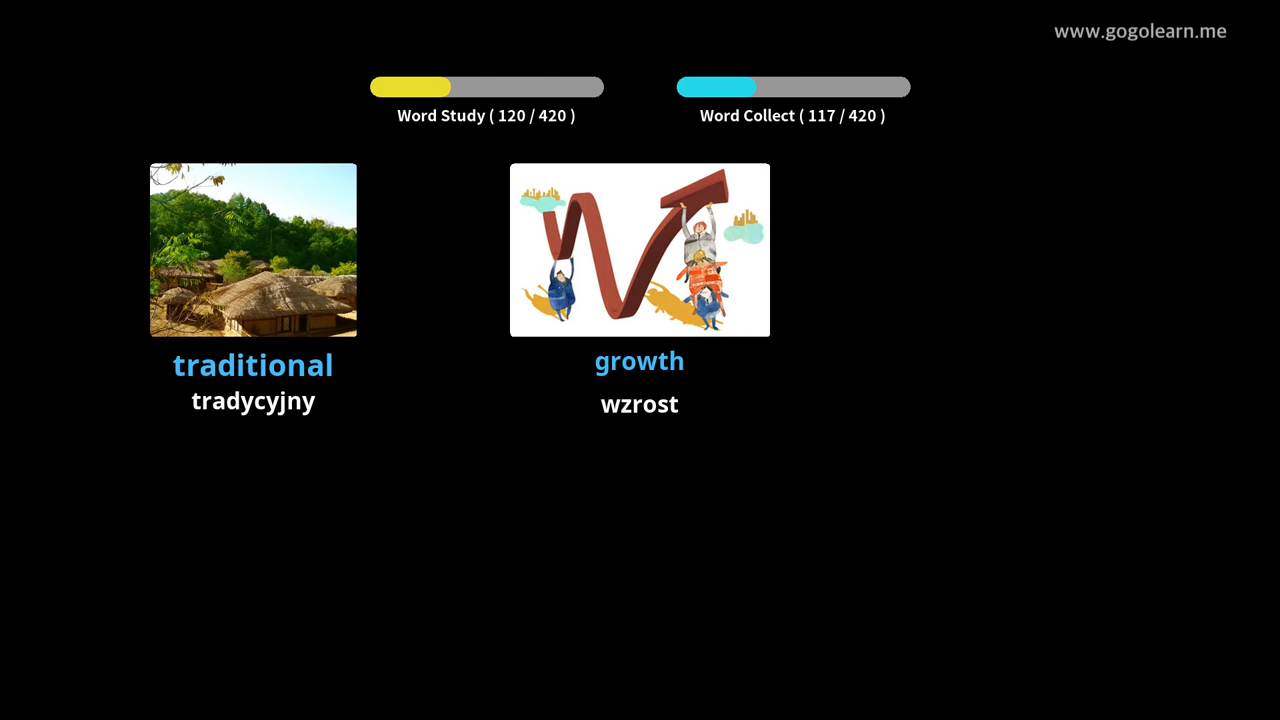 www.gogolearn.me
Word Study ( 120 / 420 )
Word Collect ( 117 / 420 )
traditional
tradycyjny
growth
wzrost